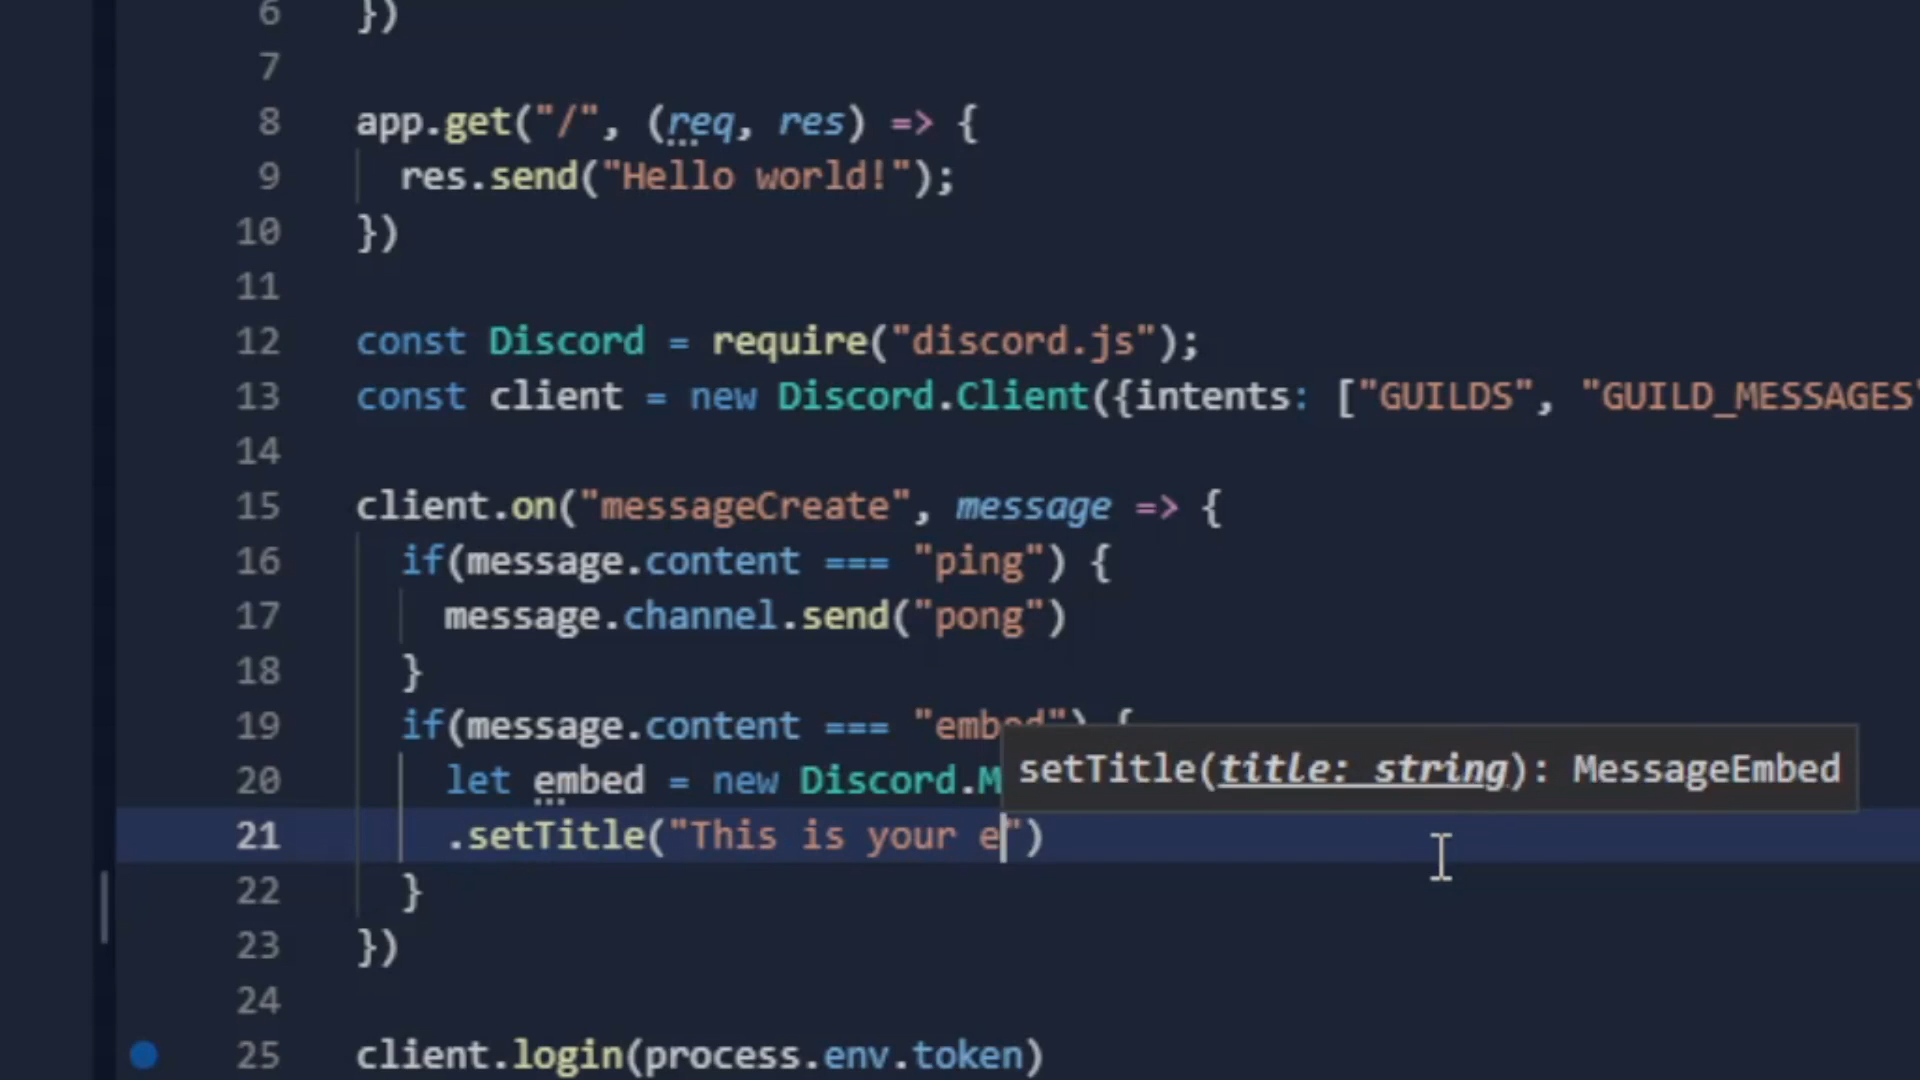 6 })
7
8 app.get("/", (req, res) => {
9 res.send("Hello world!");
10 })
11
12 const Discord = require("discord.js");
13 const client = new Discord.Client({intents: ["GUILDS", "GUILD_MESSAGES"
14
15 client.on("messageCreate", message => {
16 if(message.content === "ping") {
17 message.channel.send("pong")
18 }
19 if(message.content === "embed") {
20 let embed = new Discord.M
setTitle(title: string): MessageEmbed
21 .setTitle("This is your e")
22 }
23 })
24
25 client.login(process.env.token)